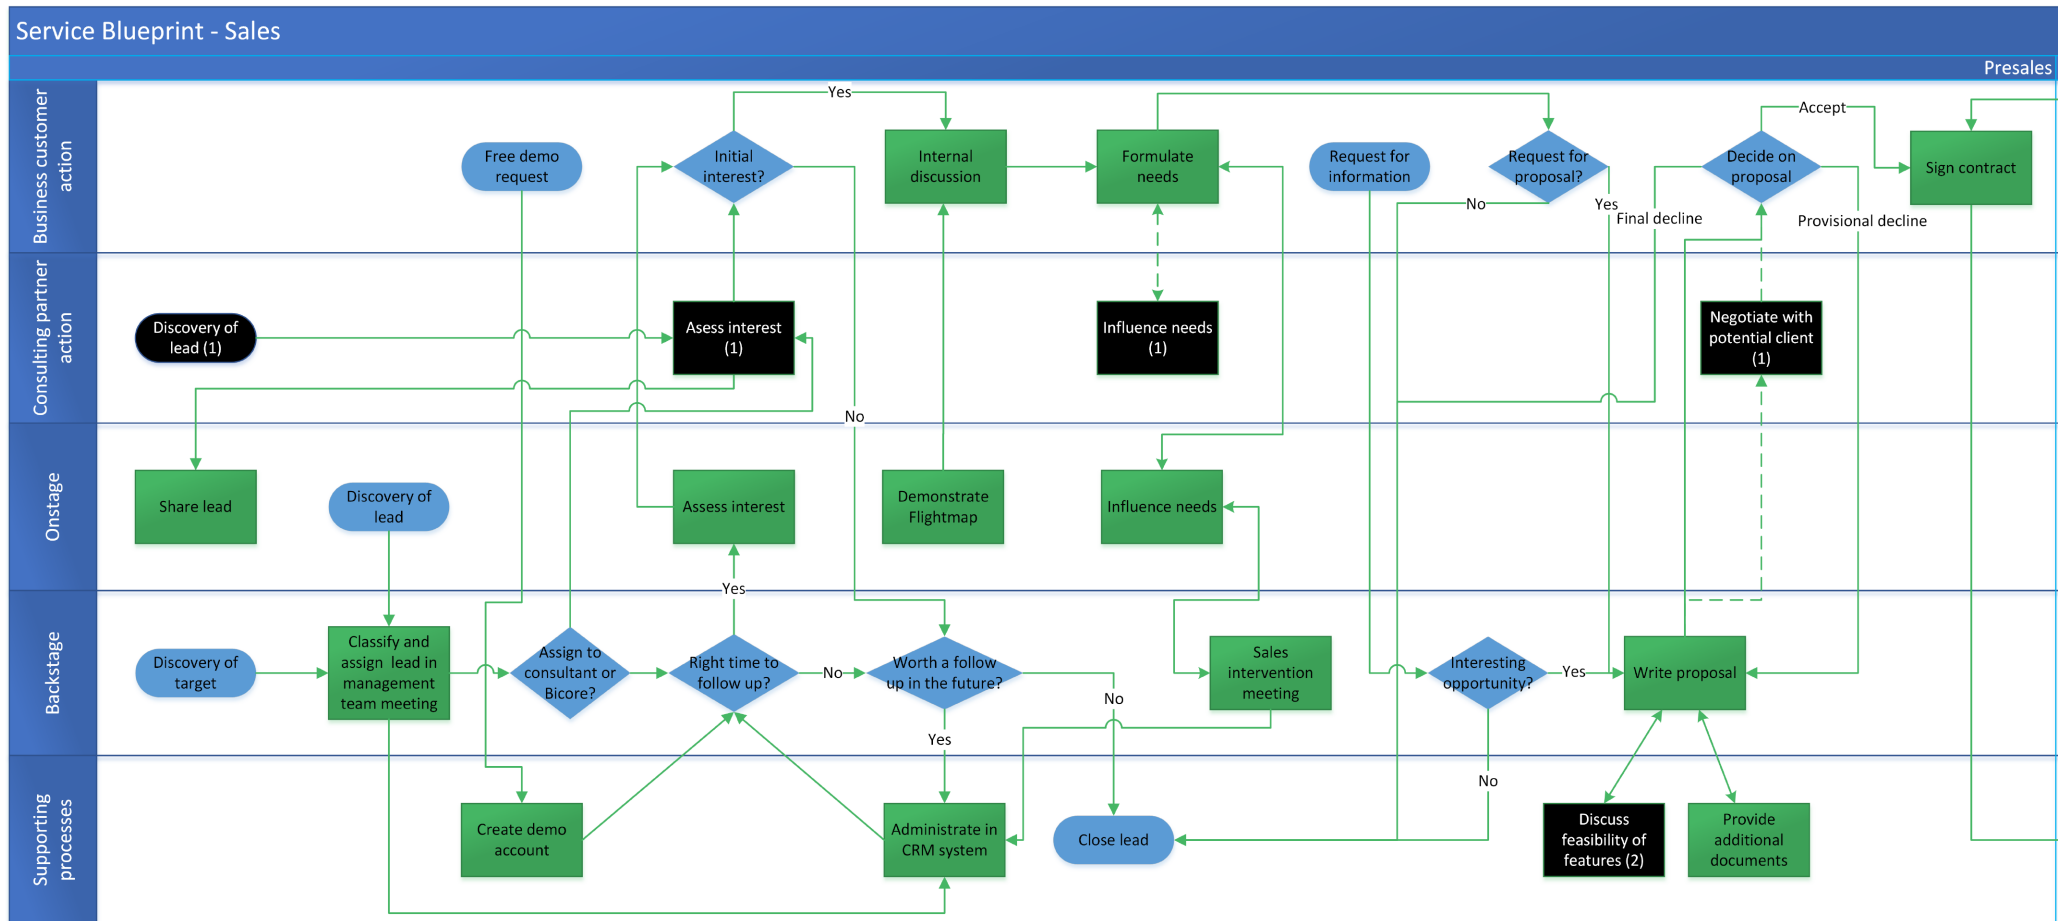 Service Blueprint - Sales
Presales
Business customer
action
Free demo
request
Initial
interest?
Yes
Internal
discussion
Formulate
needs
Request for
information
Request for
proposal?
No
Yes
Decide on
proposal
Accept
Final decline
Provisional decline
Sign contract
Consulting partner
action
Discovery of
lead (1)
Asess interest
(1)
No
Influence needs
(1)
Negotiate with
potential client
(1)
Onstage
Share lead
Discovery of
lead
Assess interest
Demonstrate
Flightmap
Influence needs
Yes
Backstage
Discovery of
target
Classify and
assign lead in
management
team meeting
Assign to
consultant or
Bicore?
Right time to
follow up?
No
Worth a follow
up in the future?
No
Yes
Sales
intervention
meeting
Interesting
opportunity?
Yes
Write proposal
No
Supporting
processes
Create demo
account
Administrate in
CRM system
Close lead
Discuss
feasibility of
features (2)
Provide
additional
documents